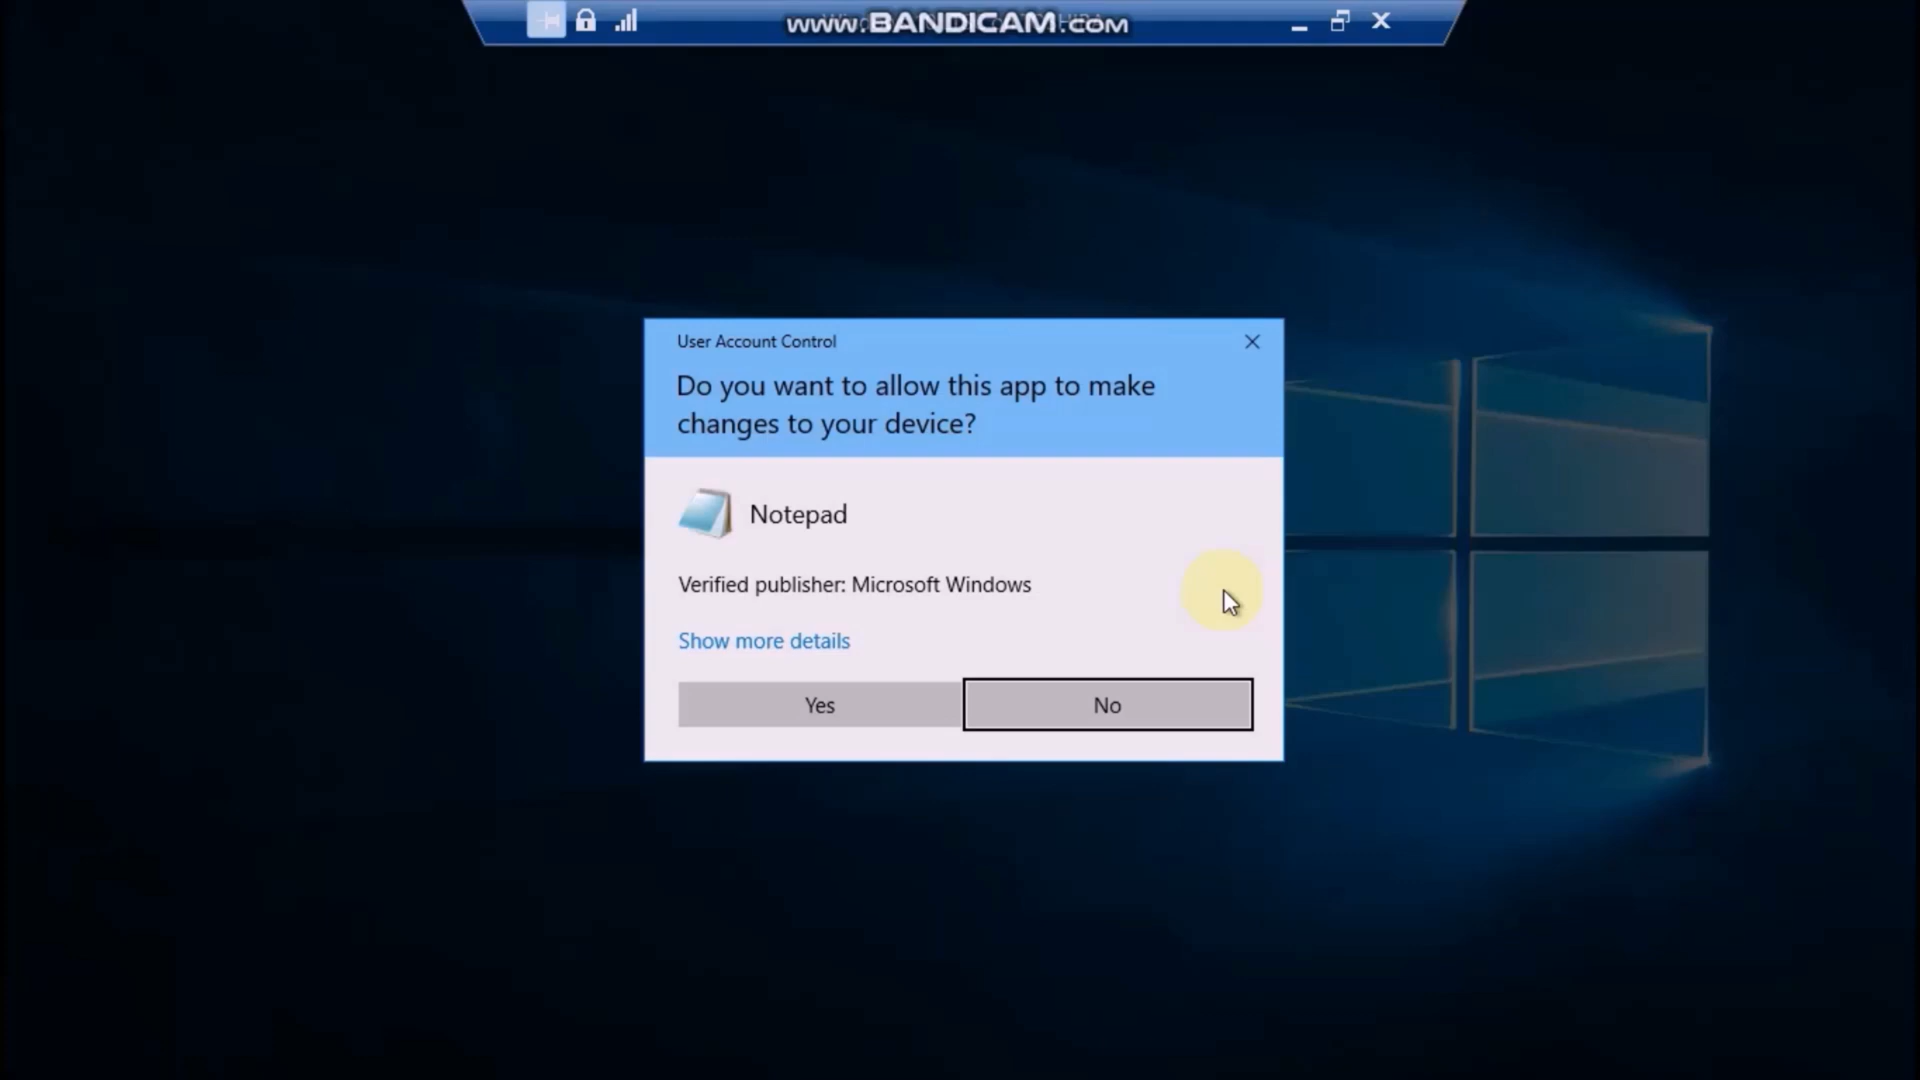 www.BANDICAM.com
User Account Control
Do you want to allow this app to make
changes to your device?
Notepad
Verified publisher: Microsoft Windows
Show more details
Yes
No